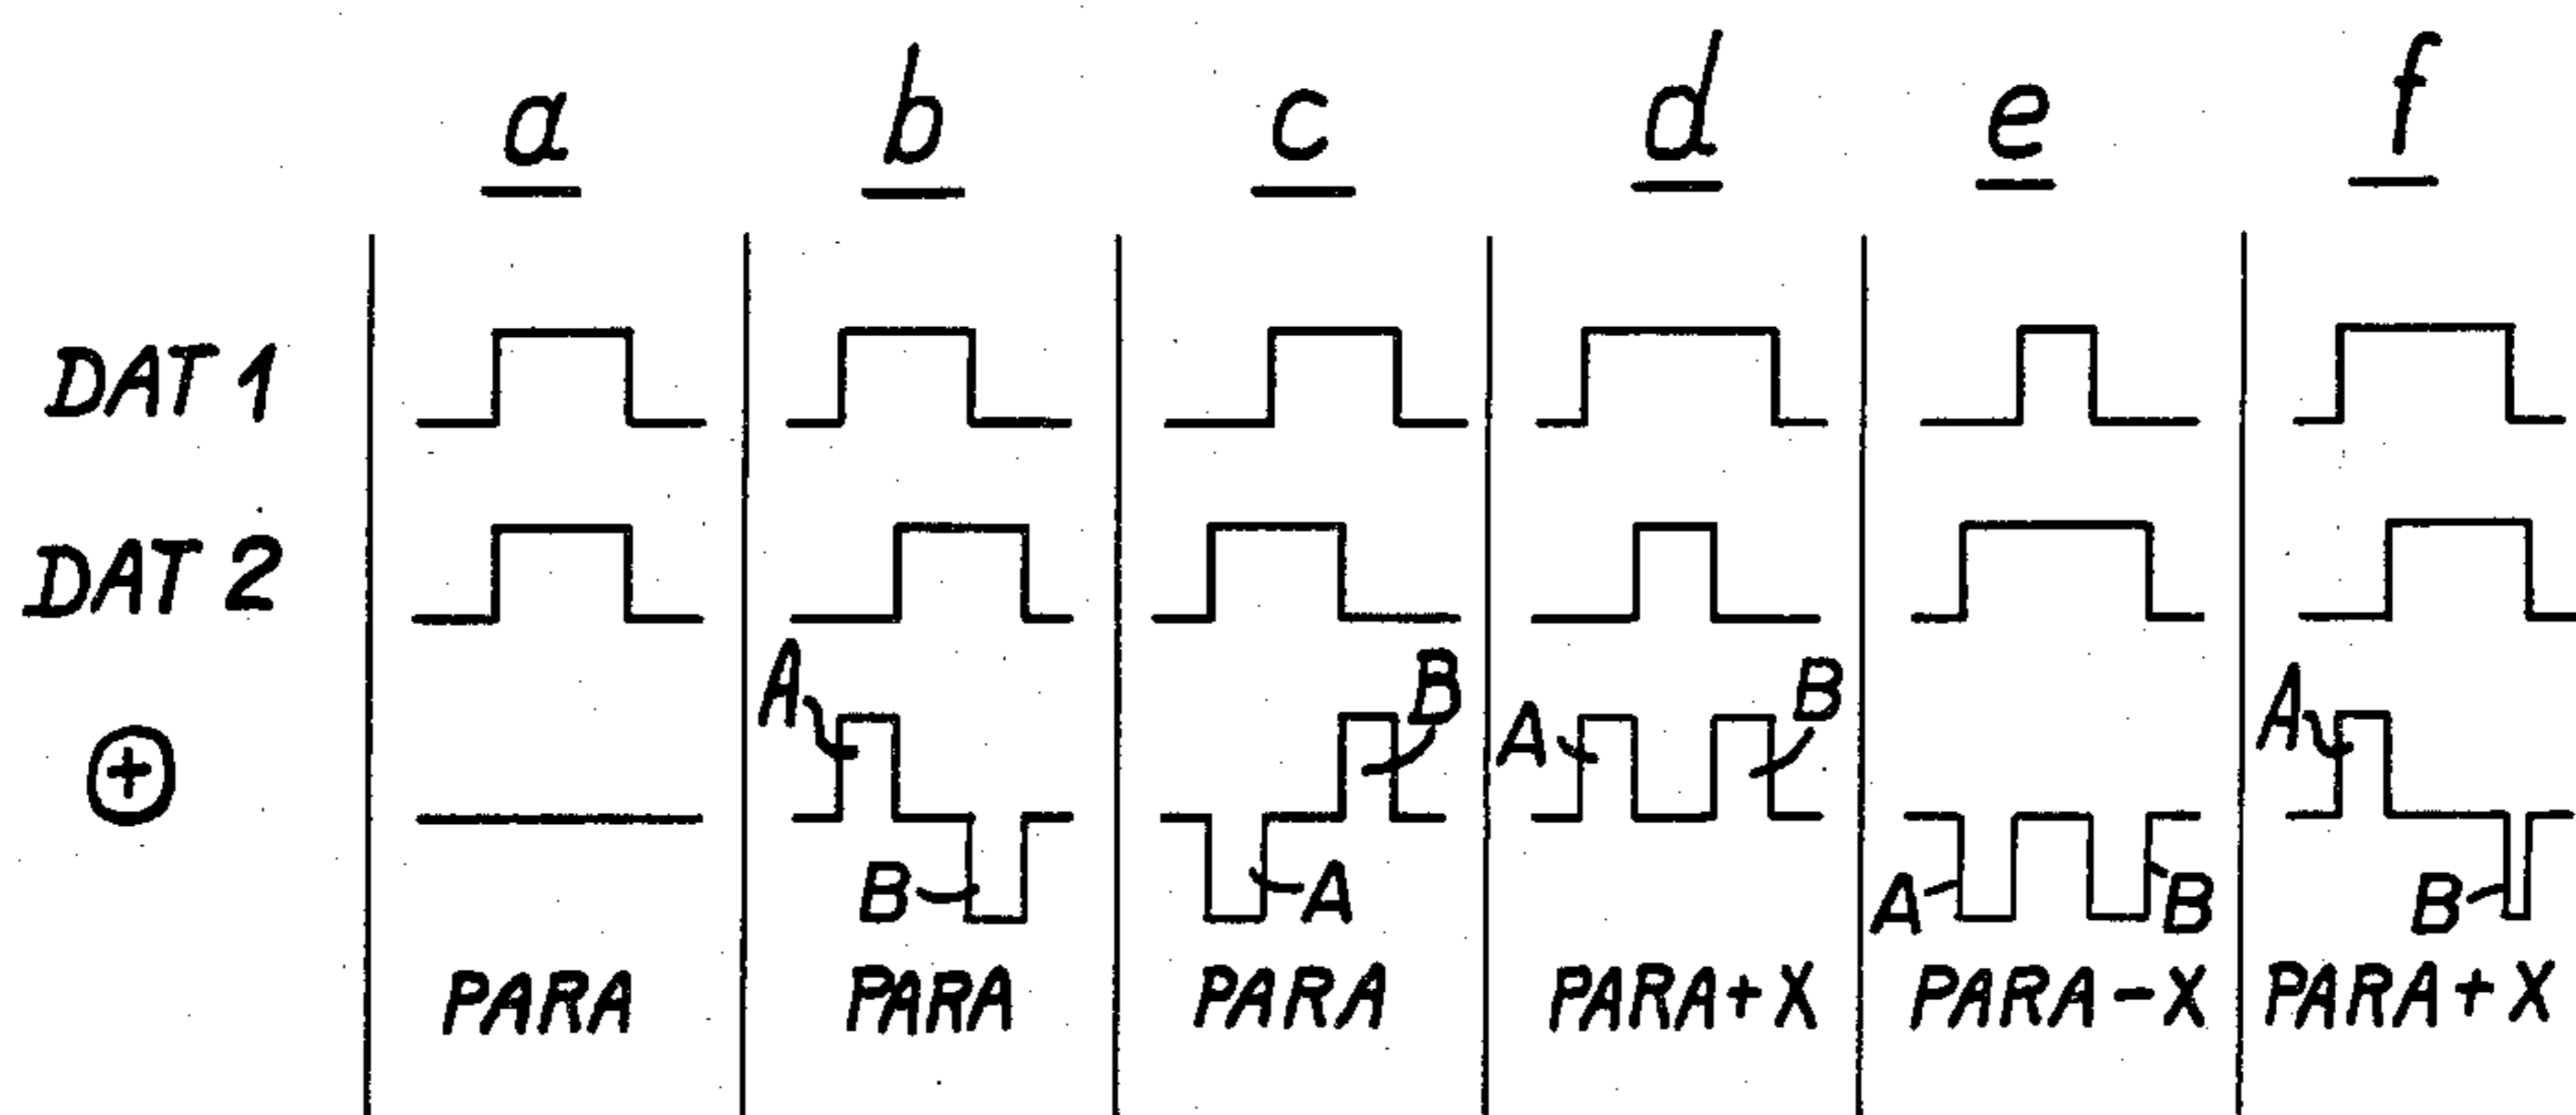 a b c d e f
DAT 1
DAT 2
A B A B A
⊕
B A A B B
PARA PARA PARA PARA+X PARA-X PARA+X